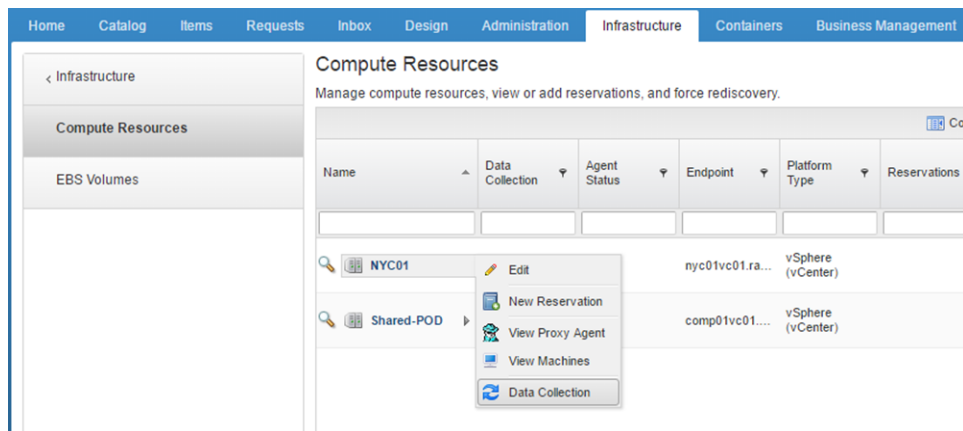 Home Catalog Items Requests Inbox Design Administration Infrastructure Containers Business Management
< Infrastructure
Compute Resources
EBS Volumes
Compute Resources
Manage compute resources, view or add reservations, and force rediscovery.
Co
Name
Data
Collection
Agent
Status
Endpoint
Platform
Type
Reservations
NYC01
nyc01vc01.ra...
vSphere
(vCenter)
Shared-POD
comp01vc01....
vSphere
(vCenter)
Edit
New Reservation
View Proxy Agent
View Machines
Data Collection